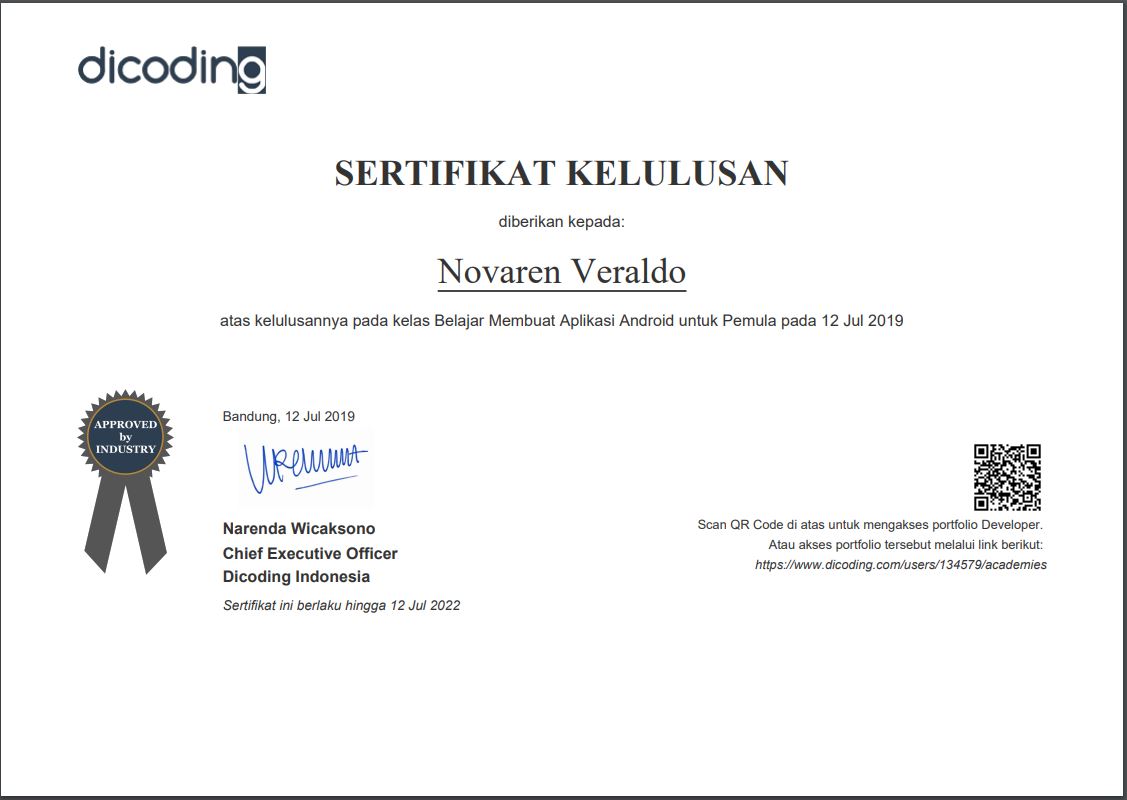 dicoding
SERTIFIKAT KELULUSAN
diberikan kepada:
Novaren Veraldo
atas kelulusannya pada kelas Belajar Membuat Aplikasi Android untuk Pemula pada 12 Jul 2019
APPROVED
by
INDUSTRY
Bandung, 12 Jul 2019
Narenda Wicaksono
Chief Executive Officer
Dicoding Indonesia
Sertifikat ini berlaku hingga 12 Jul 2022
Scan QR Code di atas untuk mengakses portfolio Developer.
Atau akses portfolio tersebut melalui link berikut:
https://www.dicoding.com/users/134579/academies